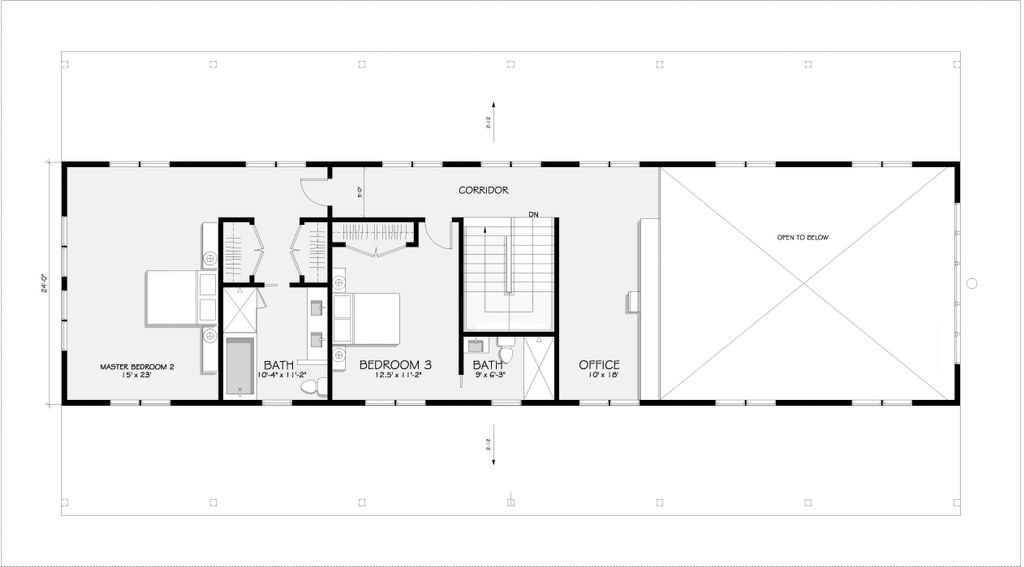 2:12
CORRIDOR
5'-0"
DN
OPEN TO BELOW
24'-0"
MASTER BEDROOM 2
15' x 23'
BATH
10'-4" x 11'-2"
BEDROOM 3
12.5' x 11'-2"
BATH
9' x 6'-3"
OFFICE
10' x 18'
2:12